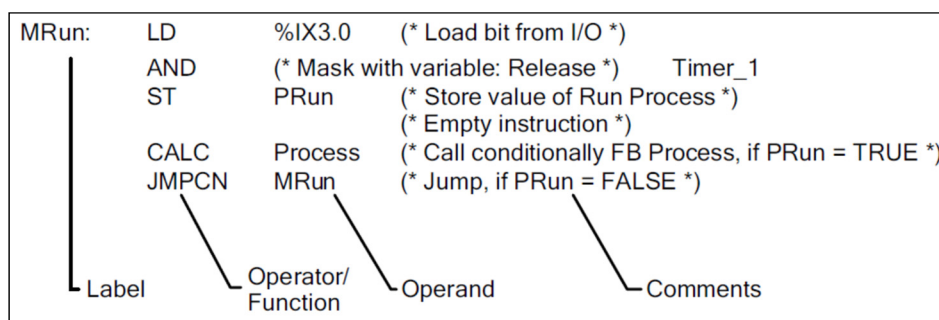 MRun: LD %IX3.0 (* Load bit from I/O *)
AND (* Mask with variable: Release *) Timer_1
ST PRun (* Store value of Run Process *)
(* Empty instruction *)
CALC Process (* Call conditionally FB Process, if PRun = TRUE *)
JMPCN MRun (* Jump, if PRun = FALSE *)
Label Operator/ Operand Comments
Function